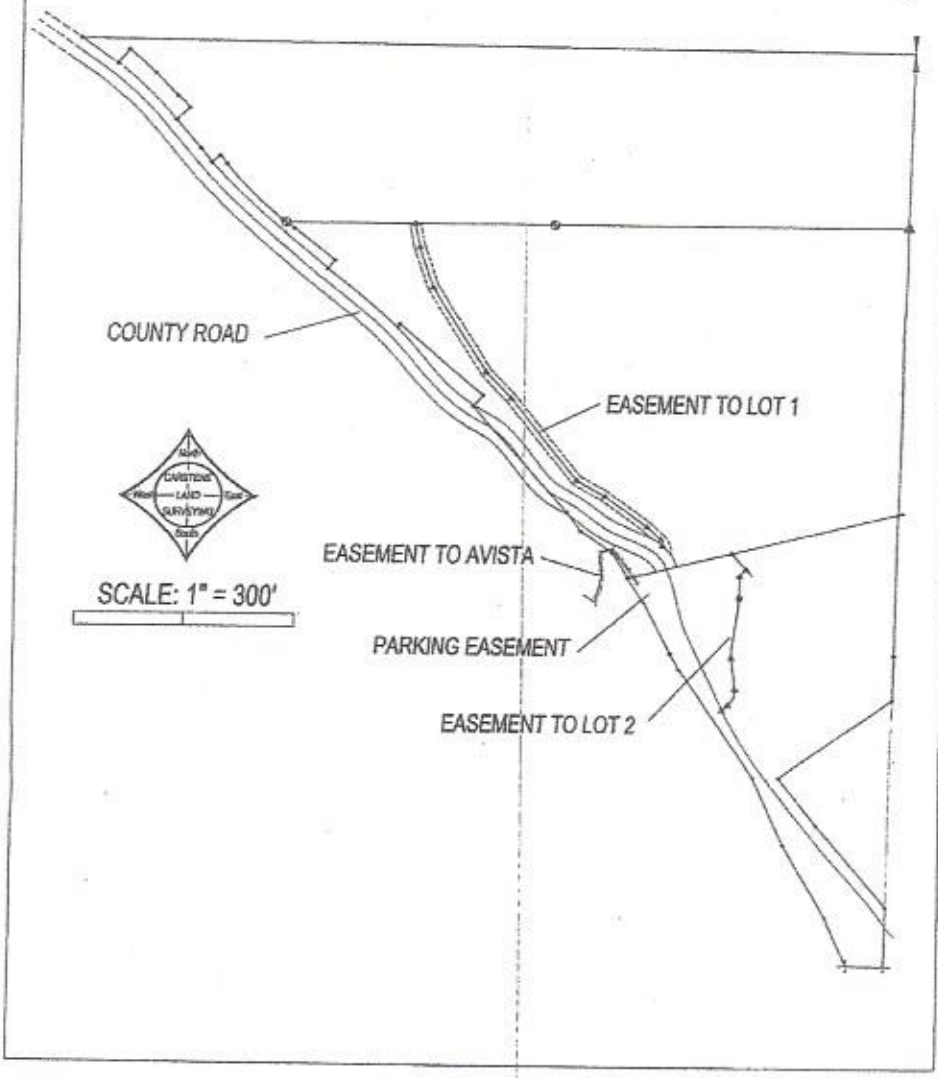 COUNTY ROAD
EASEMENT TO LOT 1
North
CARSTENS
West LAND East
SURVEYING
South
EASEMENT TO AVISTA
SCALE: 1" = 300'
PARKING EASEMENT
EASEMENT TO LOT 2